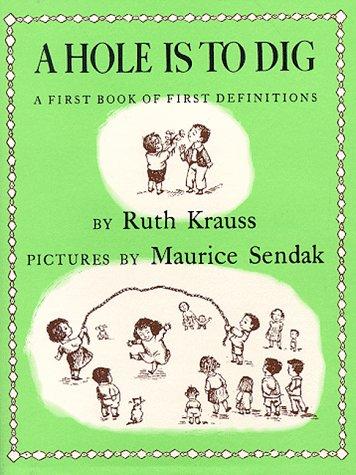 A HOLE IS TO DIG
A FIRST BOOK OF FIRST DEFINITIONS
BY Ruth Krauss
PICTURES BY Maurice Sendak